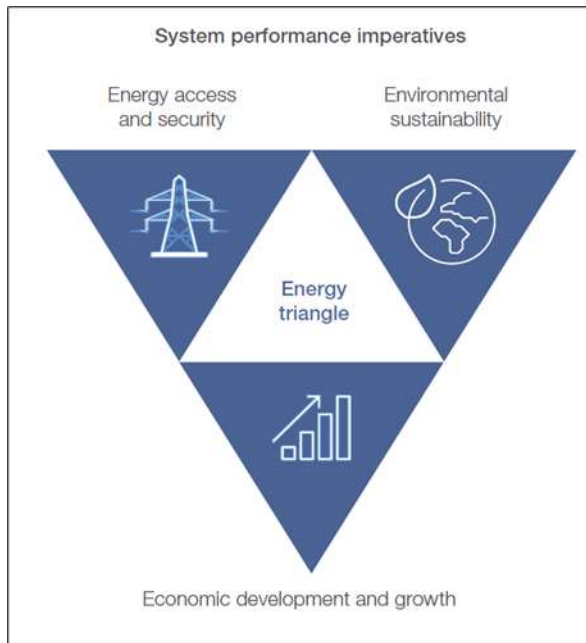 System performance imperatives
Energy access
and security
Environmental
sustainability
Energy
triangle
Economic development and growth